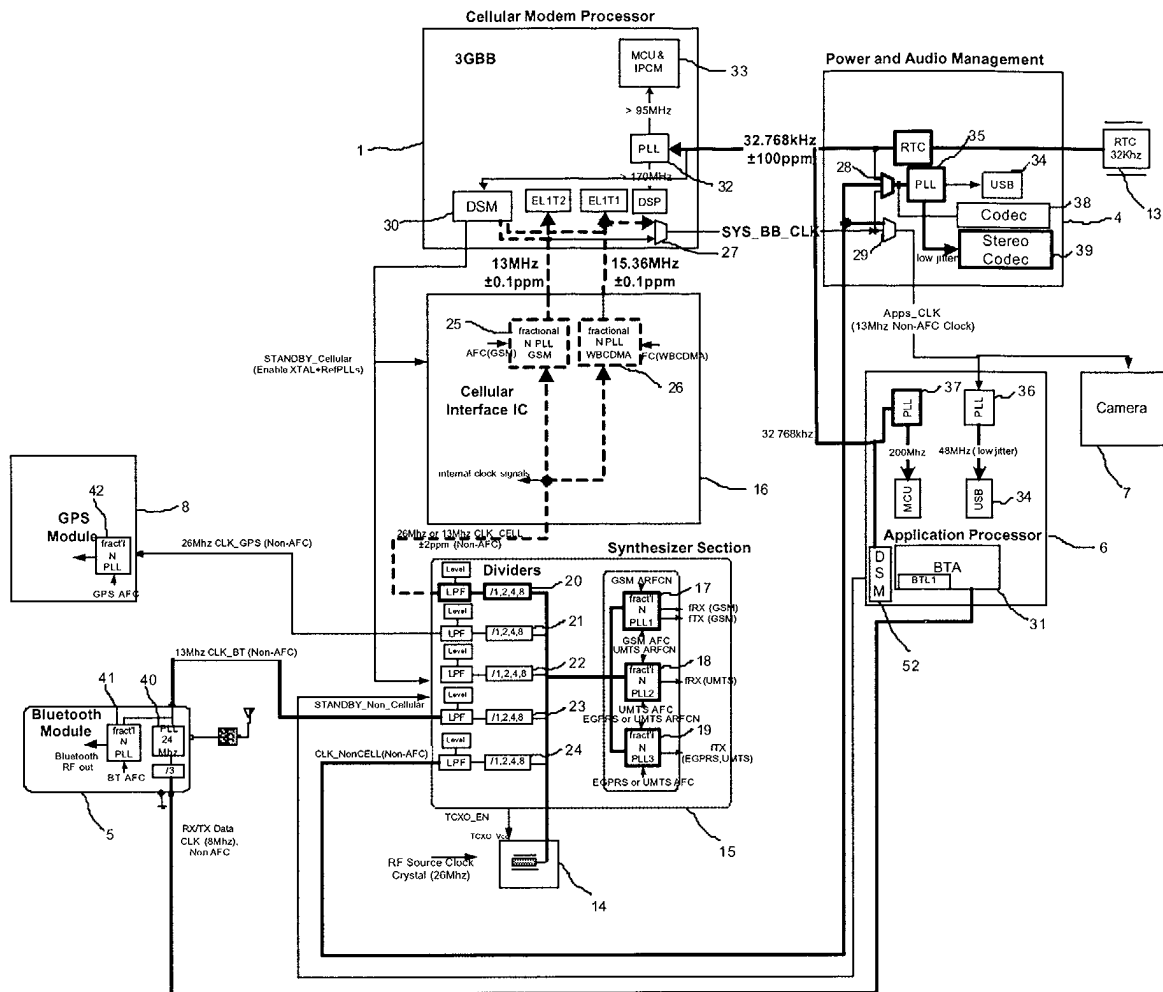 Cellular Modem Processor
3GBB
MCU &
IPCM
33
> 95MHz
PLL
32
> 170MHz
1
DSM
30
EL1T2
EL1T1
DSP
27
SYS_BB_CLK
Power and Audio Management
32.768kHz
±100ppm
RTC
35
RTC
32Khz
13
28
PLL
34
USB
38
Codec
4
29
low jitter
Stereo
Codec
39
13MHz
±0.1ppm
15.36MHz
±0.1ppm
Apps_CLK
(13Mhz Non-AFC Clock)
25
fractional
N PLL
GSM
AFC(GSM)
fractional
N PLL
WBCDMA
FC(WBCDMA)
26
STANDBY_Cellular
(Enable XTAL+RefPLLs)
Cellular
Interface IC
internal clock signals
16
32 768khz
37
PLL
36
PLL
200Mhz
48MHz (low jitter)
MCU
USB
34
Application Processor
6
DSM
BTA
BTL1
31
52
Camera
7
8
42
GPS
Module
fract'l
N
PLL
GPS AFC
26Mhz CLK_GPS (Non-AFC)
26Mhz or 13Mhz CLK_CELL
±2ppm (Non-AFC)
Synthesizer Section
Dividers
Level
LPF
/1,2,4,8
20
Level
LPF
/1,2,4,8
21
Level
LPF
/1,2,4,8
22
Level
LPF
/1,2,4,8
23
Level
LPF
/1,2,4,8
24
GSM ARFCN
17
fract'l
N
PLL1
fRX (GSM)
fTX (GSM)
GSM AFC
UMTS ARFCN
18
fract'l
N
PLL2
fRX(UMTS)
UMTS AFC
EGPRS or UMTS ARFCN
19
fract'l
N
PLL3
fTX
(EGPRS,UMTS)
EGPRS or UMTS AFC
15
13Mhz CLK_BT (Non-AFC)
STANDBY_Non_Cellular
CLK_NonCELL(Non-AFC)
41
40
Bluetooth
Module
fract'l
N
PLL
PLL
24
Mhz
/3
Bluetooth
RF out
BT AFC
5
RX/TX Data
CLK (8Mhz),
Non AFC
TCXO_EN
TCXO_Vcc
RF Source Clock
Crystal (26Mhz)
14